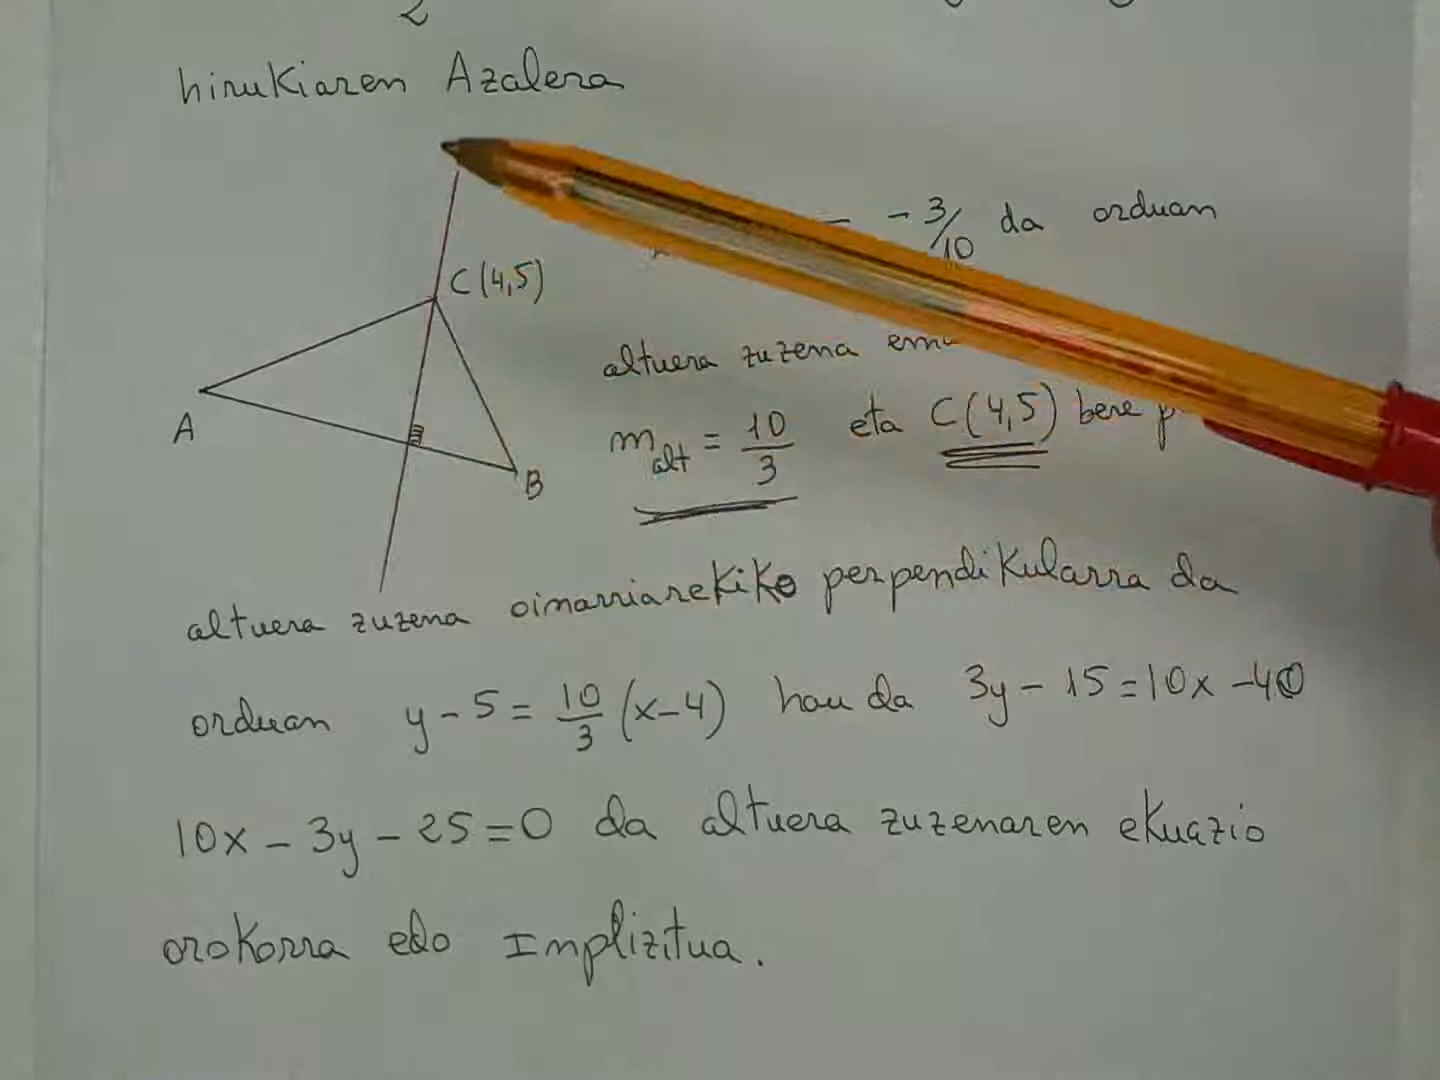 hirukiaren Azalera
- 3/10 da orduan
C(4,5)
altuera zuzena
A
m alt = 10/3 eta C(4,5) bere
B
altuera zuzena oinarriarekiko perpendikularra da
orduan y - 5 = 10/3 (x-4) hau da 3y - 15 = 10x - 40
10x - 3y - 25 = 0 da altuera zuzenaren ekuazio
orokorra edo Implizitua.